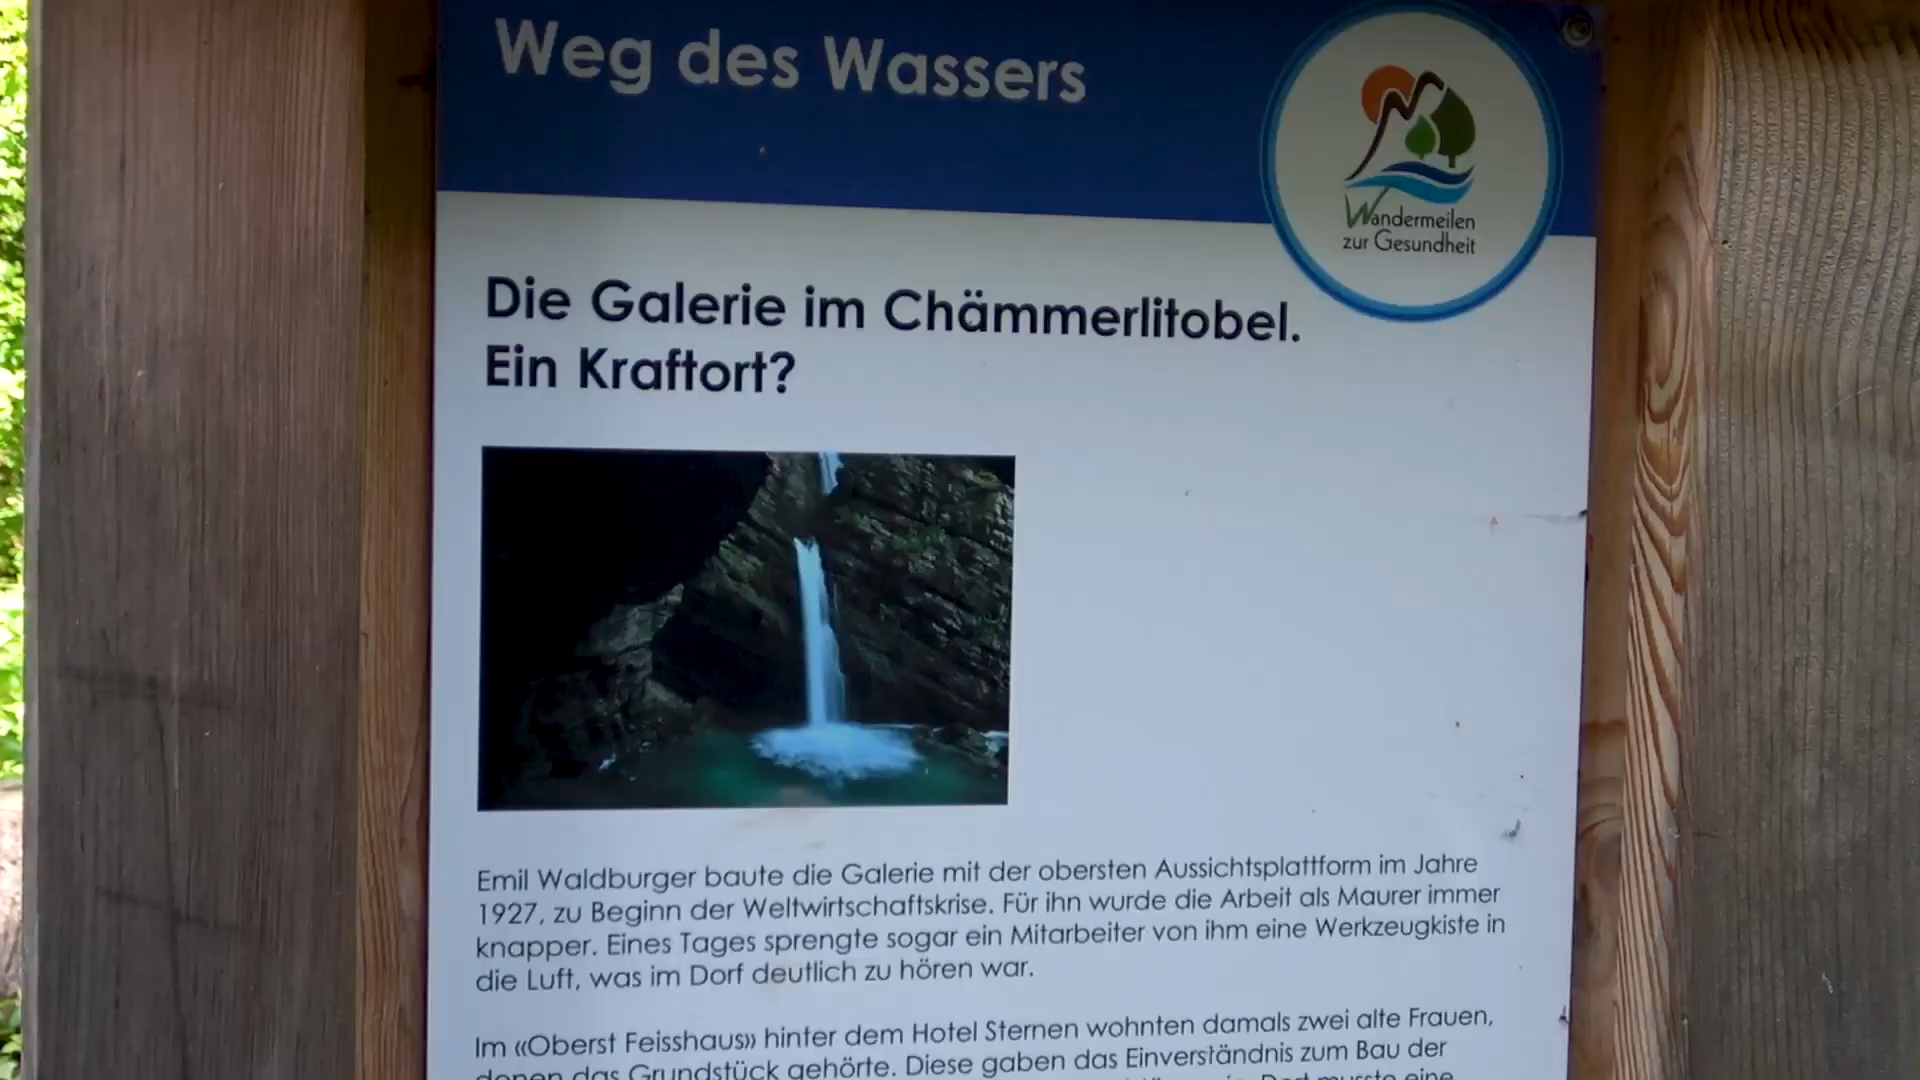 Weg des Wassers
Wandermeilen
zur Gesundheit
Die Galerie im Chämmerlitobel.
Ein Kraftort?
Emil Waldburger baute die Galerie mit der obersten Aussichtsplattform im Jahre
1927, zu Beginn der Weltwirtschaftskrise. Für ihn wurde die Arbeit als Maurer immer
knapper. Eines Tages sprengte sogar ein Mitarbeiter von ihm eine Werkzeugkiste in
die Luft, was im Dorf deutlich zu hören war.
Im «Oberst Feisshaus» hinter dem Hotel Sternen wohnten damals zwei alte Frauen,
denen das Grundstück gehörte. Diese gaben das Einverständnis zum Bau der